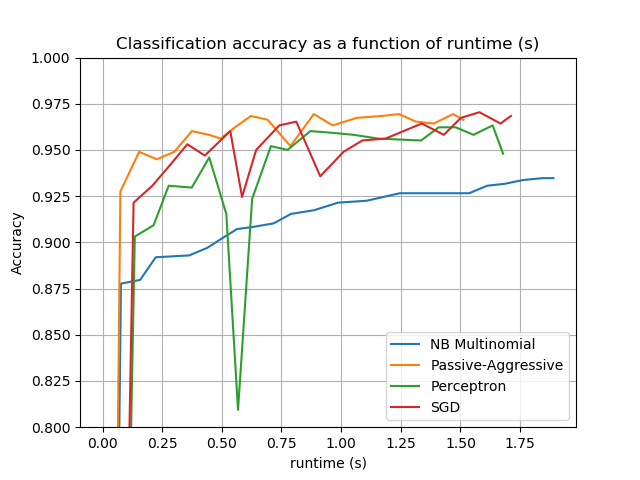 Classification accuracy as a function of runtime (s)
1.000
0.975
0.950
0.925
0.900
0.875
0.850
0.825
0.800
Accuracy
NB Multinomial
Passive-Aggressive
Perceptron
SGD
0.00 0.25 0.50 0.75 1.00 1.25 1.50 1.75
runtime (s)